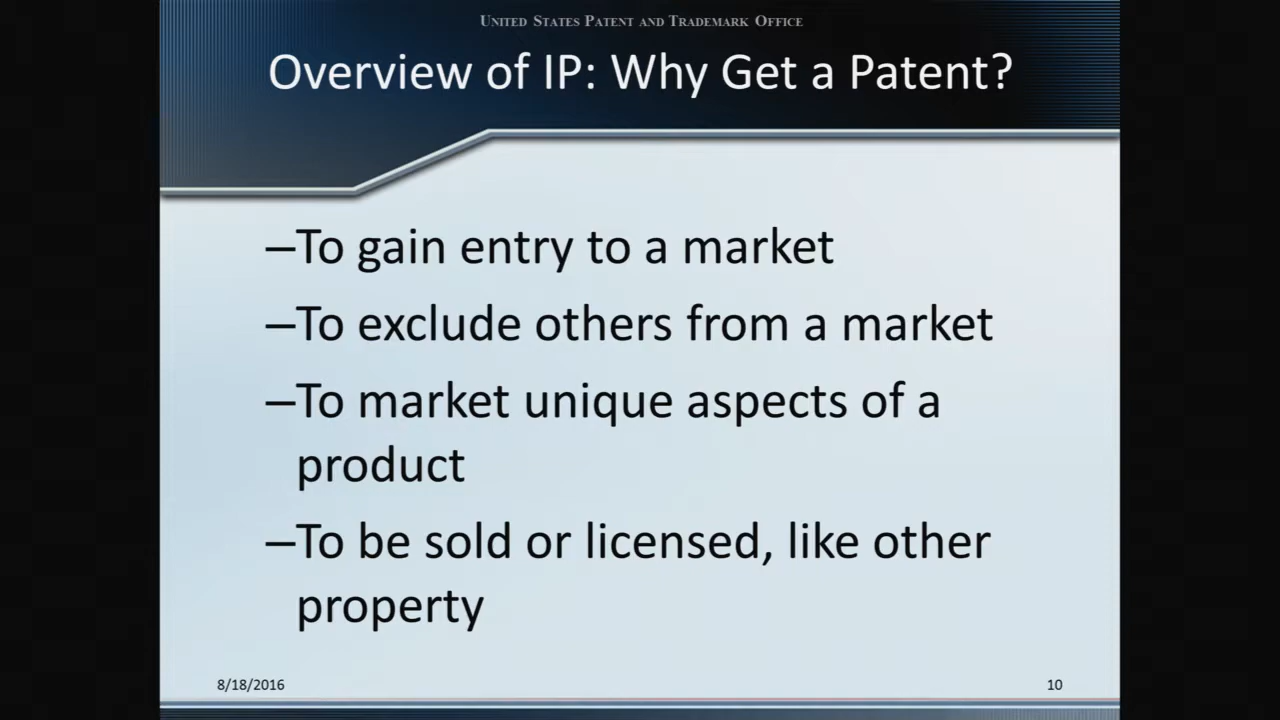 United States Patent and Trademark Office
Overview of IP: Why Get a Patent?
–To gain entry to a market
–To exclude others from a market
–To market unique aspects of a
product
–To be sold or licensed, like other
property
8/18/2016
10